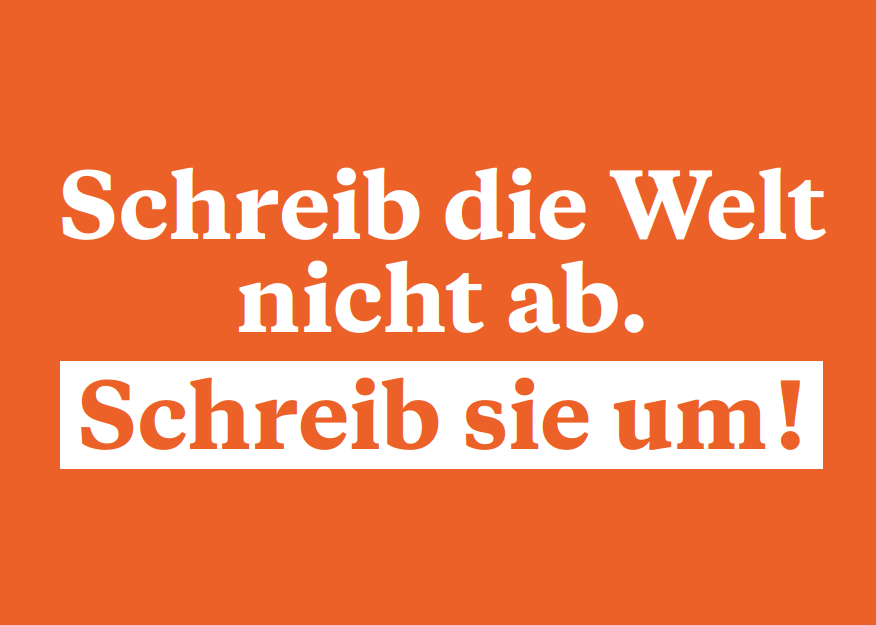 Schreib die Welt
nicht ab.
Schreib sie um!